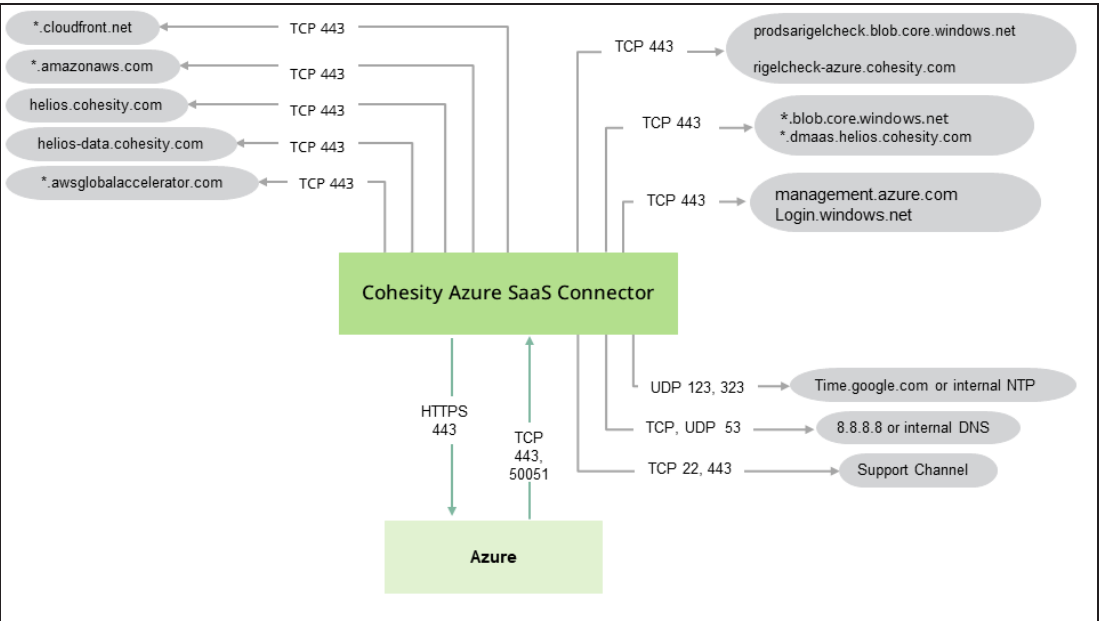 *.cloudfront.net
TCP 443
*.amazonaws.com
TCP 443
helios.cohesity.com
TCP 443
helios-data.cohesity.com
TCP 443
*.awsglobalaccelerator.com
TCP 443
TCP 443
prodsarigelcheck.blob.core.windows.net
rigelcheck-azure.cohesity.com
TCP 443
*.blob.core.windows.net
*.dmaas.helios.cohesity.com
TCP 443
management.azure.com
Login.windows.net
Cohesity Azure SaaS Connector
HTTPS
443
TCP
443,
50051
UDP 123, 323
Time.google.com or internal NTP
TCP, UDP 53
8.8.8.8 or internal DNS
TCP 22, 443
Support Channel
Azure